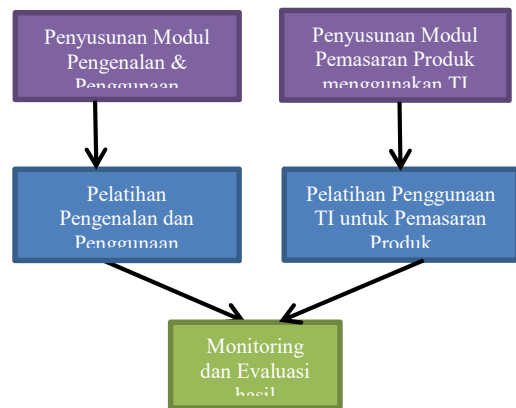 Penyusunan Modul
Pengenalan &
Penggunaan
Penyusunan Modul
Pemasaran Produk
menggunakan TI
Pelatihan
Pengenalan dan
Penggunaan
Pelatihan Penggunaan
TI untuk Pemasaran
Produk
Monitoring
dan Evaluasi
hasil